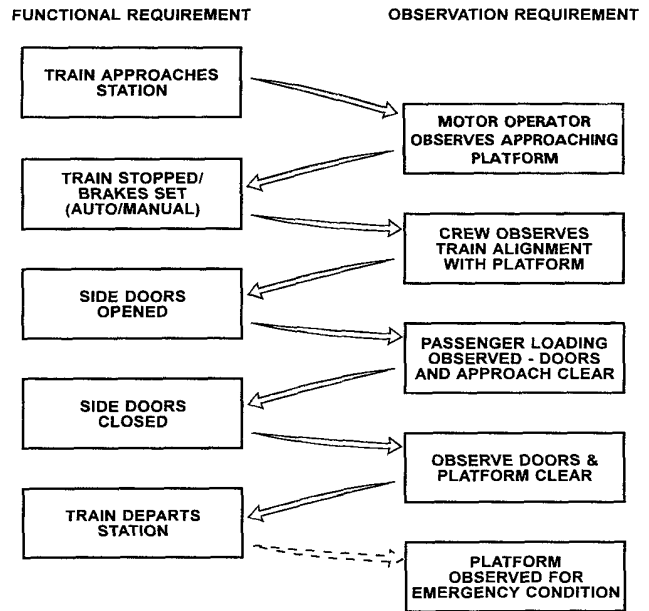 FUNCTIONAL REQUIREMENT
OBSERVATION REQUIREMENT
TRAIN APPROACHES
STATION
MOTOR OPERATOR
OBSERVES APPROACHING
PLATFORM
TRAIN STOPPED/
BRAKES SET
(AUTO/MANUAL)
CREW OBSERVES
TRAIN ALIGNMENT
WITH PLATFORM
SIDE DOORS
OPENED
PASSENGER LOADING
OBSERVED - DOORS
AND APPROACH CLEAR
SIDE DOORS
CLOSED
OBSERVE DOORS &
PLATFORM CLEAR
TRAIN DEPARTS
STATION
PLATFORM
OBSERVED FOR
EMERGENCY CONDITION